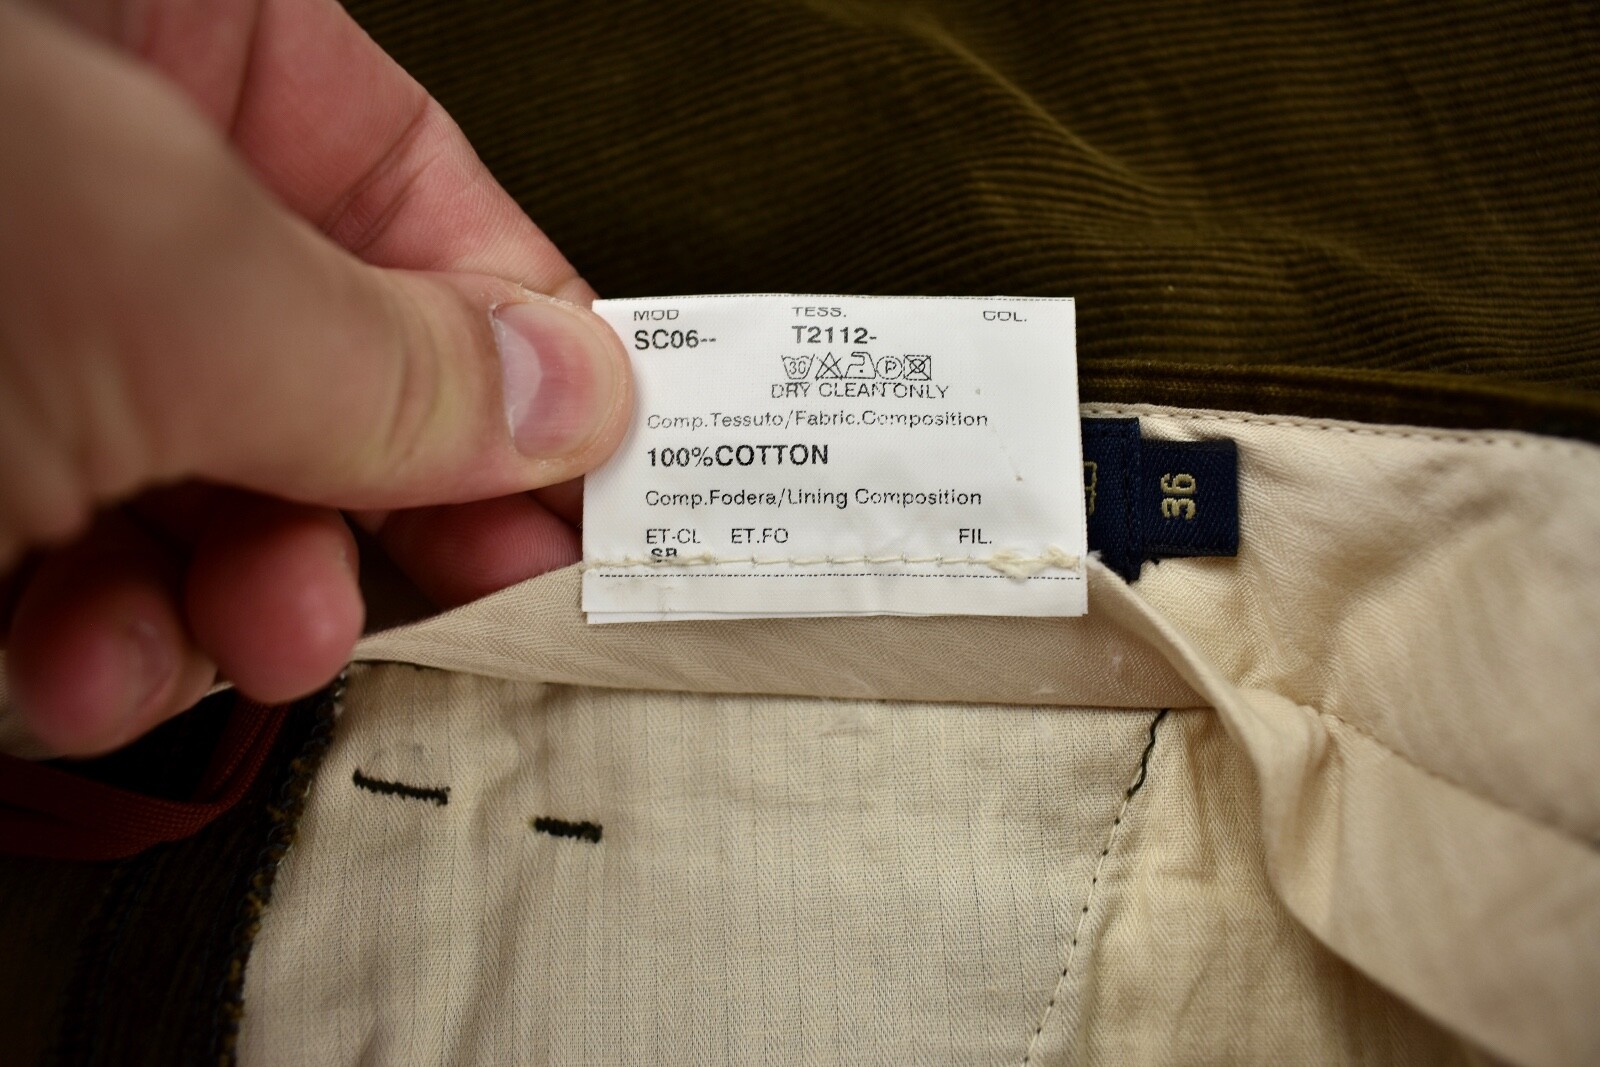 MOD TESS. COL.
SC06-- T2112-
30 P
DRY CLEAN ONLY
Comp.Tessuto/Fabric.Composition
100%COTTON
Comp.Fodera/Lining Composition
ET-CL ET.FO FIL.
SB
36